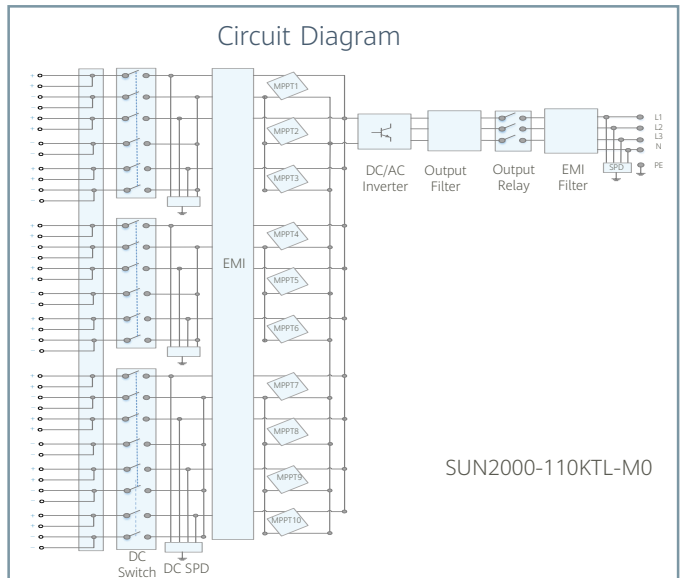 Circuit Diagram
MPPT1
MPPT2
MPPT3
MPPT4
MPPT5
MPPT6
MPPT7
MPPT8
MPPT9
MPPT10
EMI
DC/AC
Inverter
Output
Filter
Output
Relay
EMI
Filter
SPD
L1
L2
L3
N
PE
SUN2000-110KTL-M0
DC
Switch
DC SPD